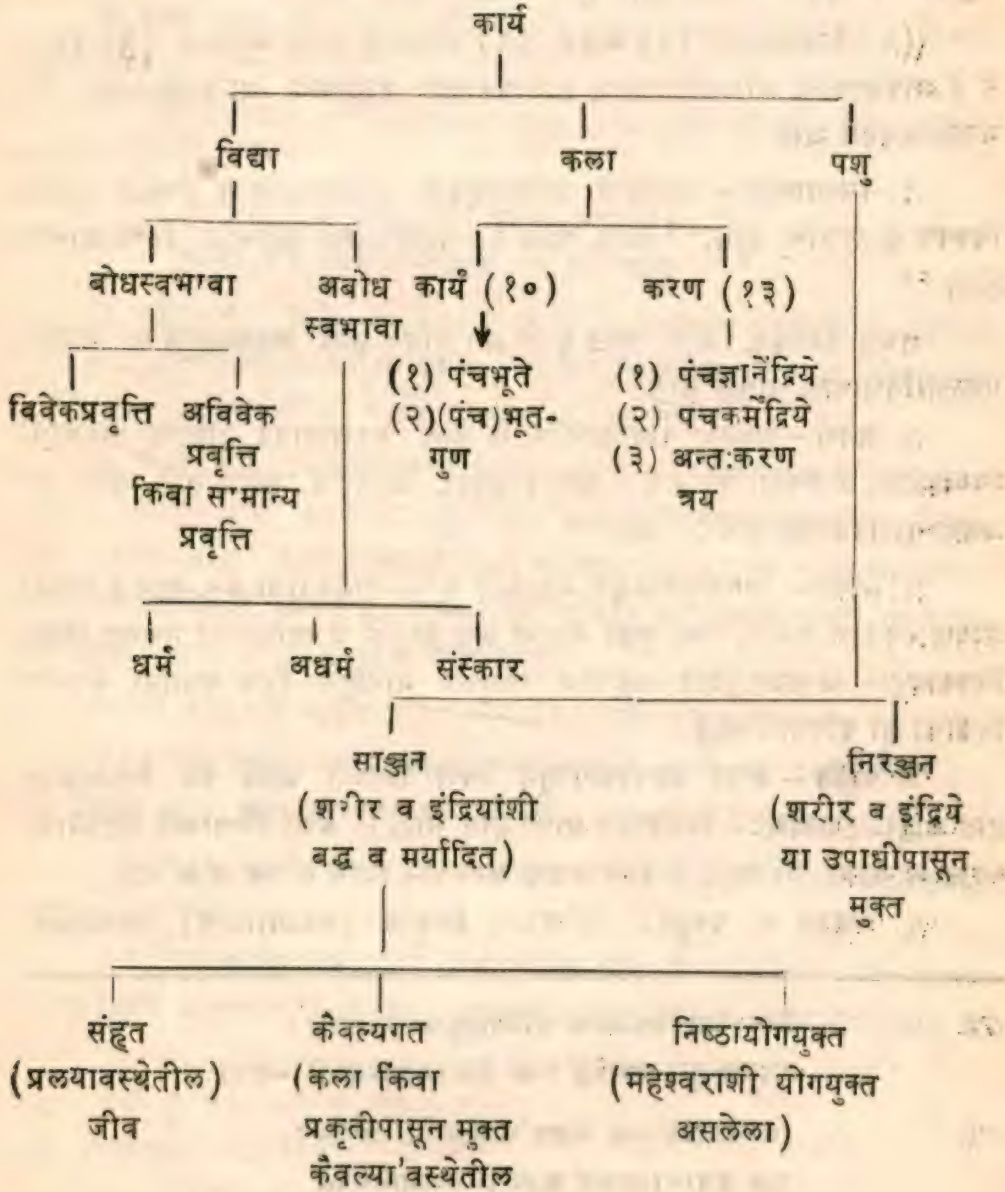 कार्य
विद्या कला पशु
बोधस्वभावा अबोध कार्य (१०) करण (१३)
स्वभावा
(१) पंचभूते (१) पंचज्ञानेंद्रिये
विवेकप्रवृत्ति अविवेक (२)(पंच)भूत- (२) पचकर्मेंद्रिये
प्रवृत्ति गुण (३) अन्तःकरण
किवा सामान्य त्रय
प्रवृत्ति
धर्म अधर्म संस्कार
साञ्जन निरञ्जन
(शरीर व इंद्रियांशी (शरीर व इंद्रिये
बद्ध व मर्यादित) या उपाधीपासून
मुक्त
संहृत कैवल्यगत निष्ठायोगयुक्त
(प्रलयावस्थेतील) (कला किंवा (महेश्वराशी योगयुक्त
जीव प्रकृतीपासून मुक्त असलेला)
कैवल्यावस्थेतील